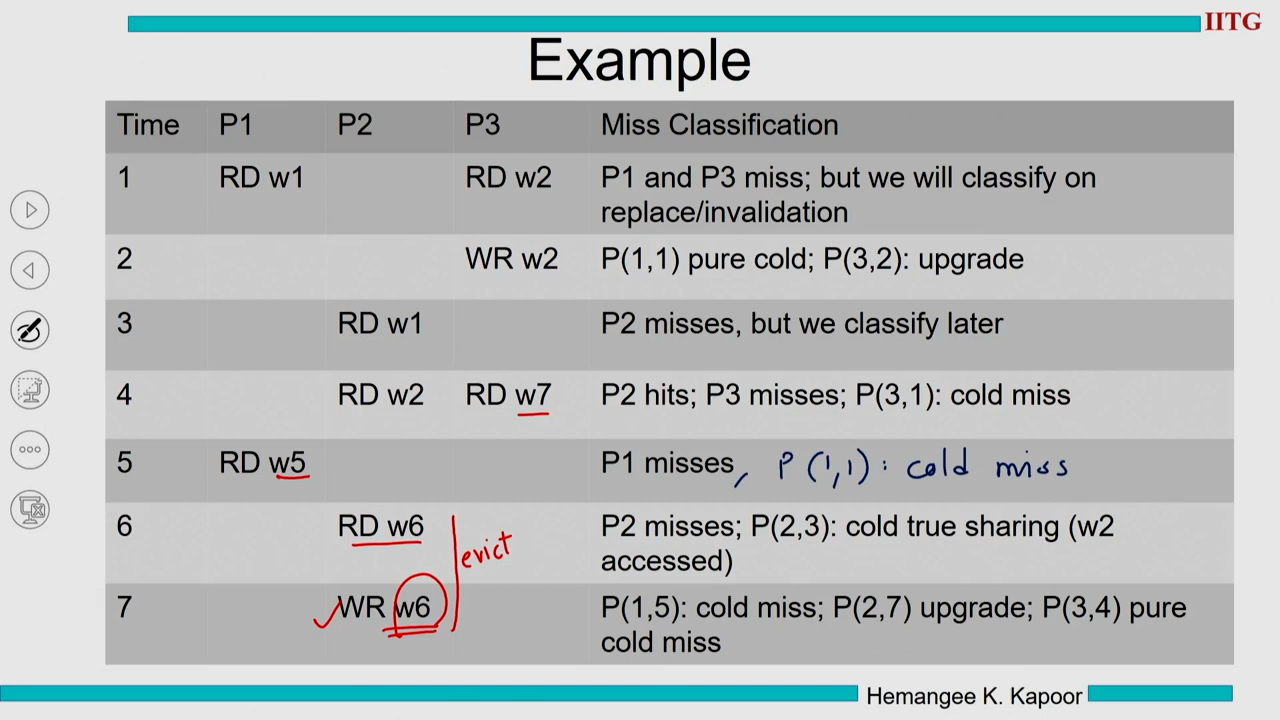 IITG
Example
Time P1 P2 P3 Miss Classification
1 RD w1 RD w2 P1 and P3 miss; but we will classify on
replace/invalidation
2 WR w2 P(1,1) pure cold; P(3,2): upgrade
3 RD w1 P2 misses, but we classify later
4 RD w2 RD w7 P2 hits; P3 misses; P(3,1): cold miss
5 RD w5 P1 misses, P(1,1): cold miss
6 RD w6 P2 misses; P(2,3): cold true sharing (w2
accessed)
evict
7 WR w6 P(1,5): cold miss; P(2,7) upgrade; P(3,4) pure
cold miss
Hemangee K. Kapoor